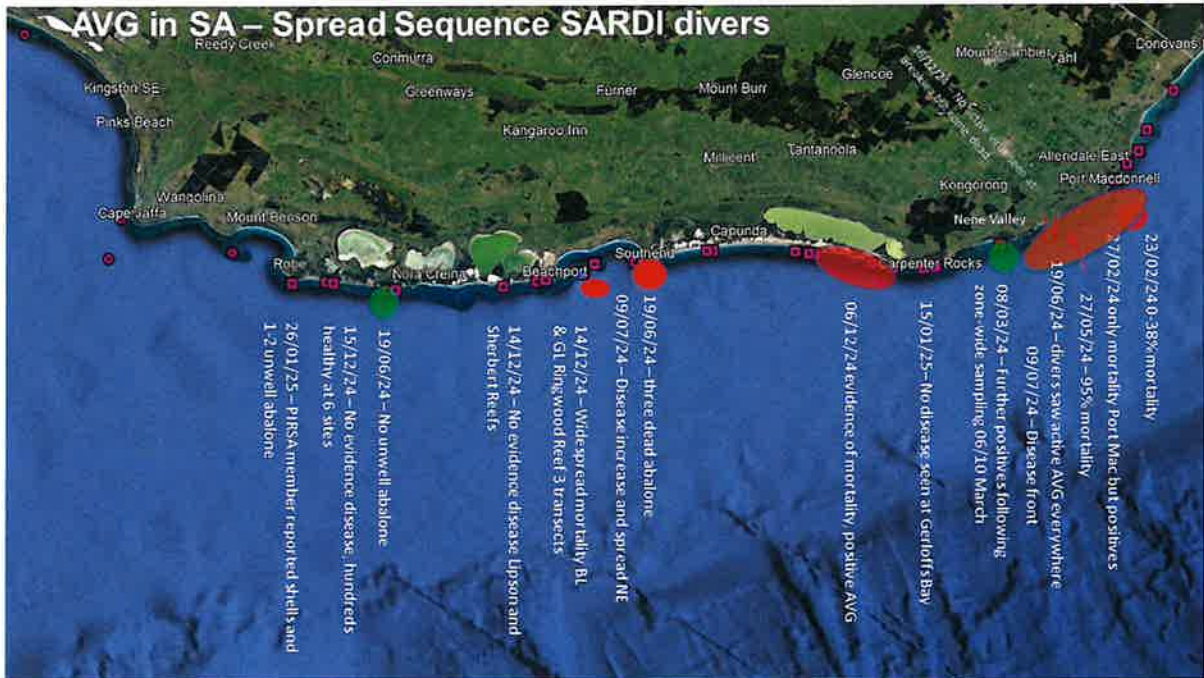 AVG in SA – Spread Sequence SARDI divers
Reedy Creek
Conmurra
Kingston SE
Greenways
Furner
Mount Burr
Glencoe
Pinks Beach
Kangaroo Inn
Millicent
Tantanoola
Allendale East
Wangolina
Kongorong
Port Macdonnell
Cape Jaffa
Mount Benson
Nene Valley
Capunda
Robe
Nora Creina
Beachport
Southend
Carpenter Rocks
23/02/24 0-38% mortality
27/02/24 only mortality Port Mac but positives
27/05/24 – 95% mortality
19/06/24 – divers saw active AVG everywhere
09/07/24 – Disease front
08/03/24 – Further positives following
zone-wide sampling 06/10 March
15/01/25 – No disease seen at Gerloffs Bay
06/12/24 evidence of mortality positive AVG
19/06/24 – three dead abalone
09/07/24 – Disease increase and spread NE
14/12/24 – Wide spread mortality BL
& GL Ringwood Reef 3 transects
14/12/24 – No evidence disease Lipson and
Sherbet Reefs
19/06/24 – No unwell abalone
15/12/24 – No evidence disease, hundreds
healthy at 6 sites
26/01/25 – PIRSA member reported shells and
1-2 unwell abalone